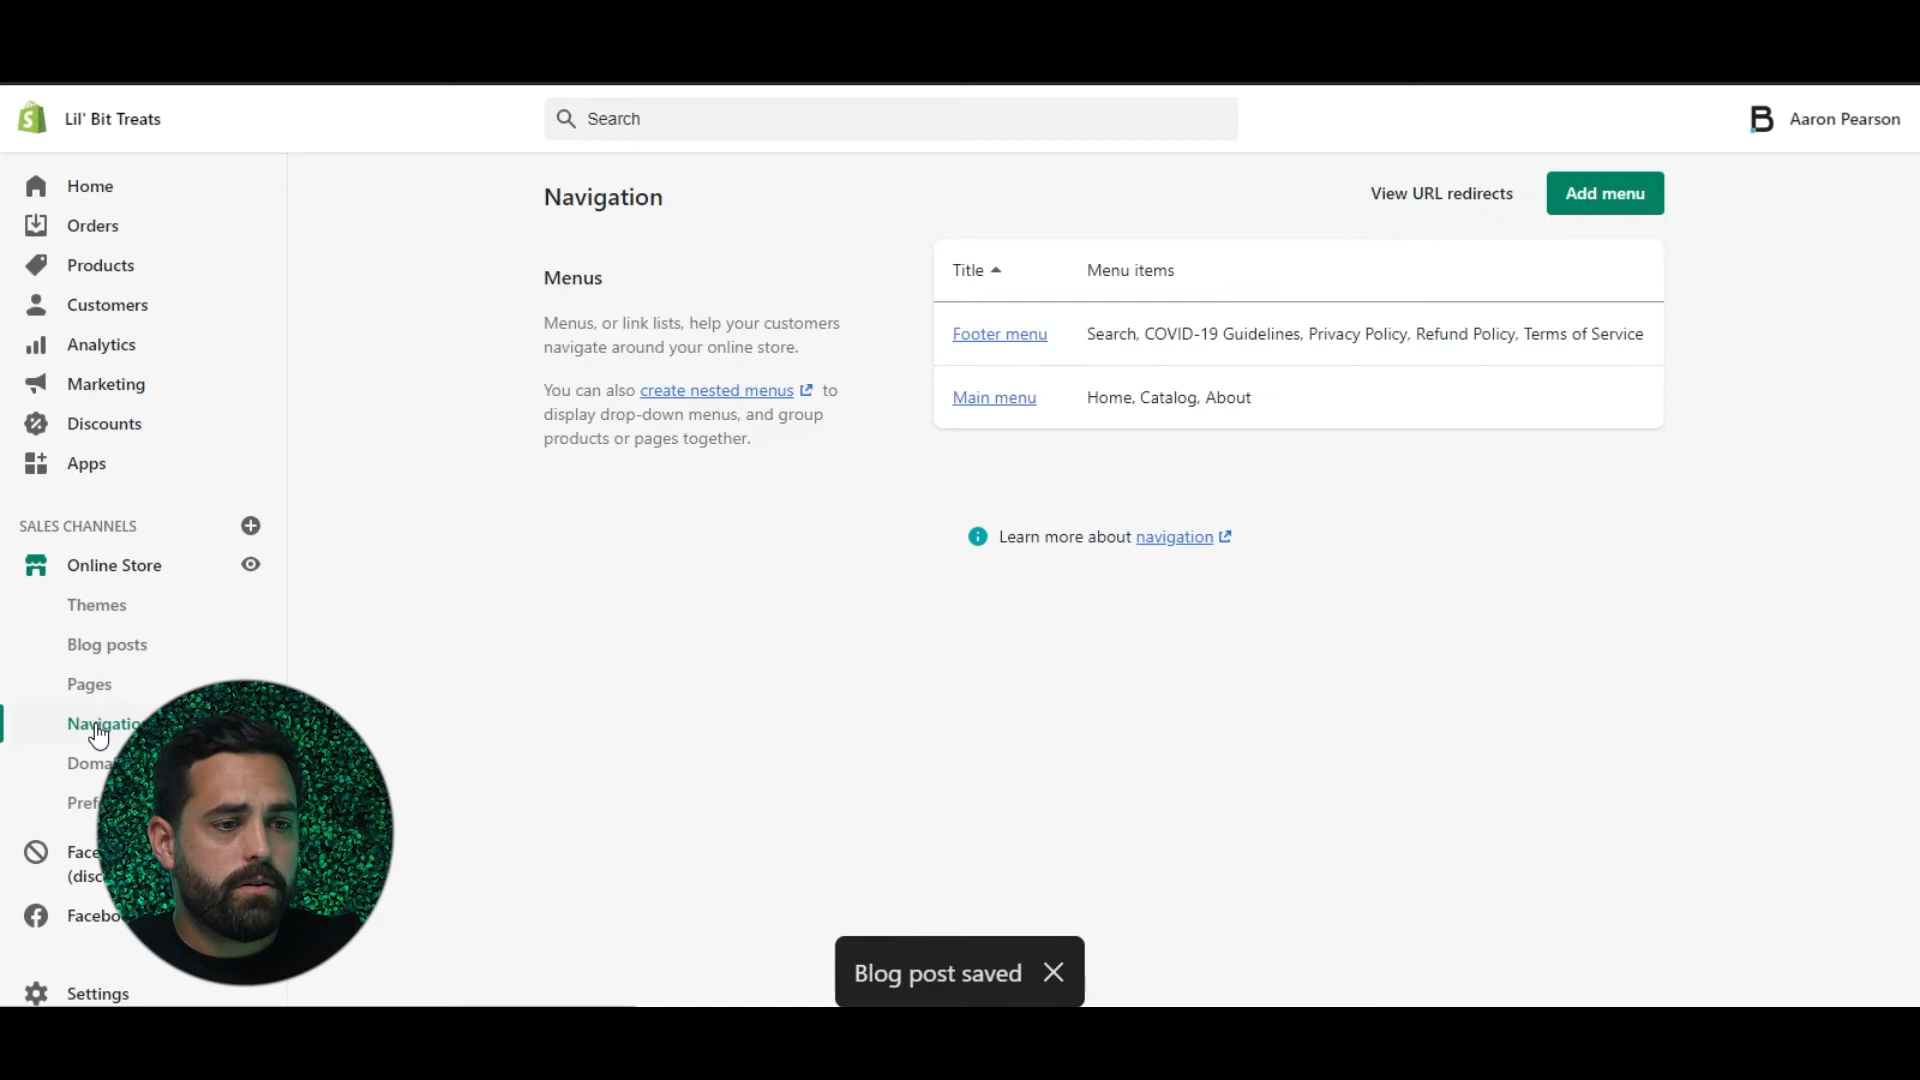 Lil' Bit Treats
Search
Aaron Pearson
Home
Orders
Products
Customers
Analytics
Marketing
Discounts
Apps
SALES CHANNELS
Online Store
Themes
Blog posts
Pages
Navigation
Settings
Navigation
View URL redirects
Add menu
Menus
Menus, or link lists, help your customers
navigate around your online store.
You can also create nested menus to
display drop-down menus, and group
products or pages together.
Title Menu items
Footer menu Search, COVID-19 Guidelines, Privacy Policy, Refund Policy, Terms of Service
Main menu Home, Catalog, About
Learn more about navigation
Blog post saved